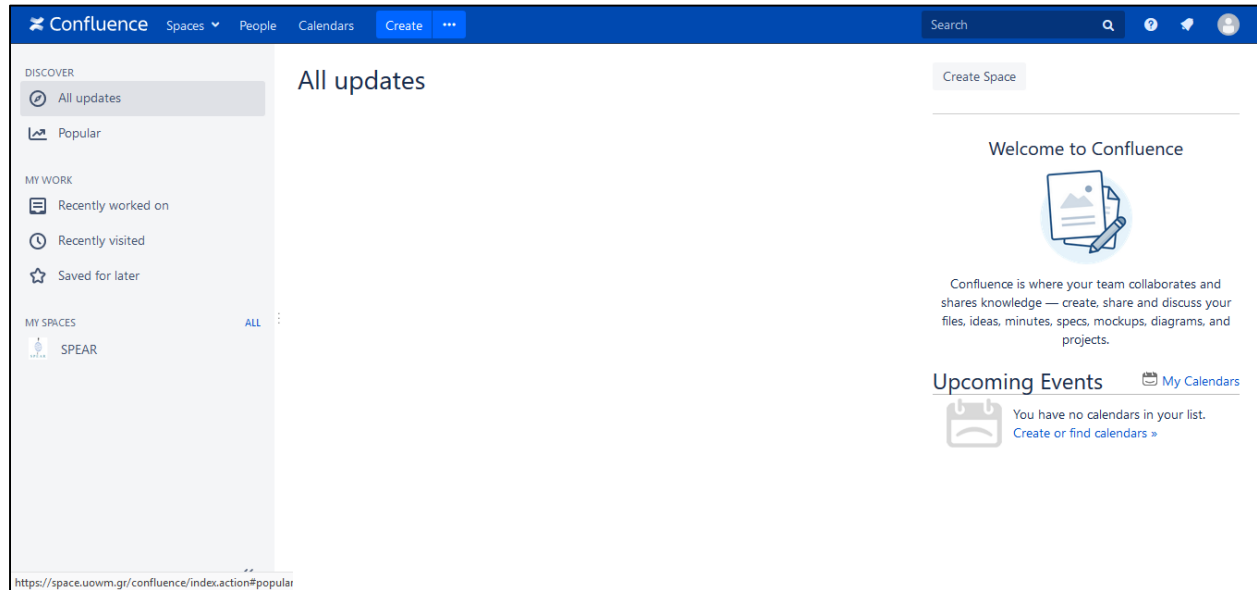 Confluence Spaces People Calendars Create ••• Search
DISCOVER
All updates
Popular
MY WORK
Recently worked on
Recently visited
Saved for later
MY SPACES ALL
SPEAR
All updates
Create Space
Welcome to Confluence
Confluence is where your team collaborates and
shares knowledge — create, share and discuss your
files, ideas, minutes, specs, mockups, diagrams, and
projects.
Upcoming Events My Calendars
You have no calendars in your list.
Create or find calendars »
https://space.uowm.gr/confluence/index.action#popular